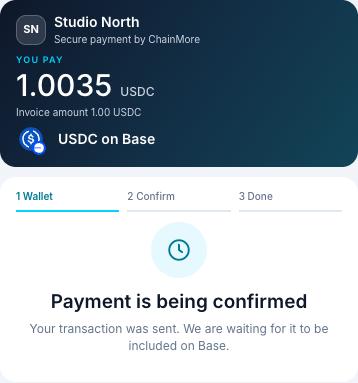 SN
Studio North
Secure payment by ChainMore
YOU PAY
1.0035 USDC
Invoice amount 1.00 USDC
USDC on Base
1 Wallet
2 Confirm
3 Done
Payment is being confirmed
Your transaction was sent. We are waiting for it to be
included on Base.